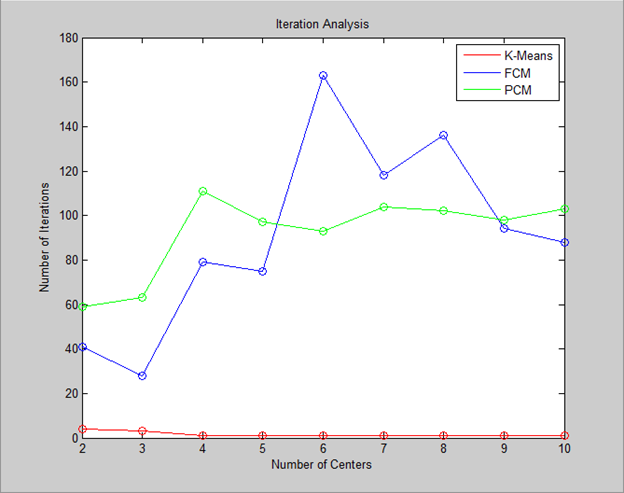 Iteration Analysis
K-Means
FCM
PCM
Number of Iterations
180
160
140
120
100
80
60
40
20
0
2 3 4 5 6 7 8 9 10
Number of Centers